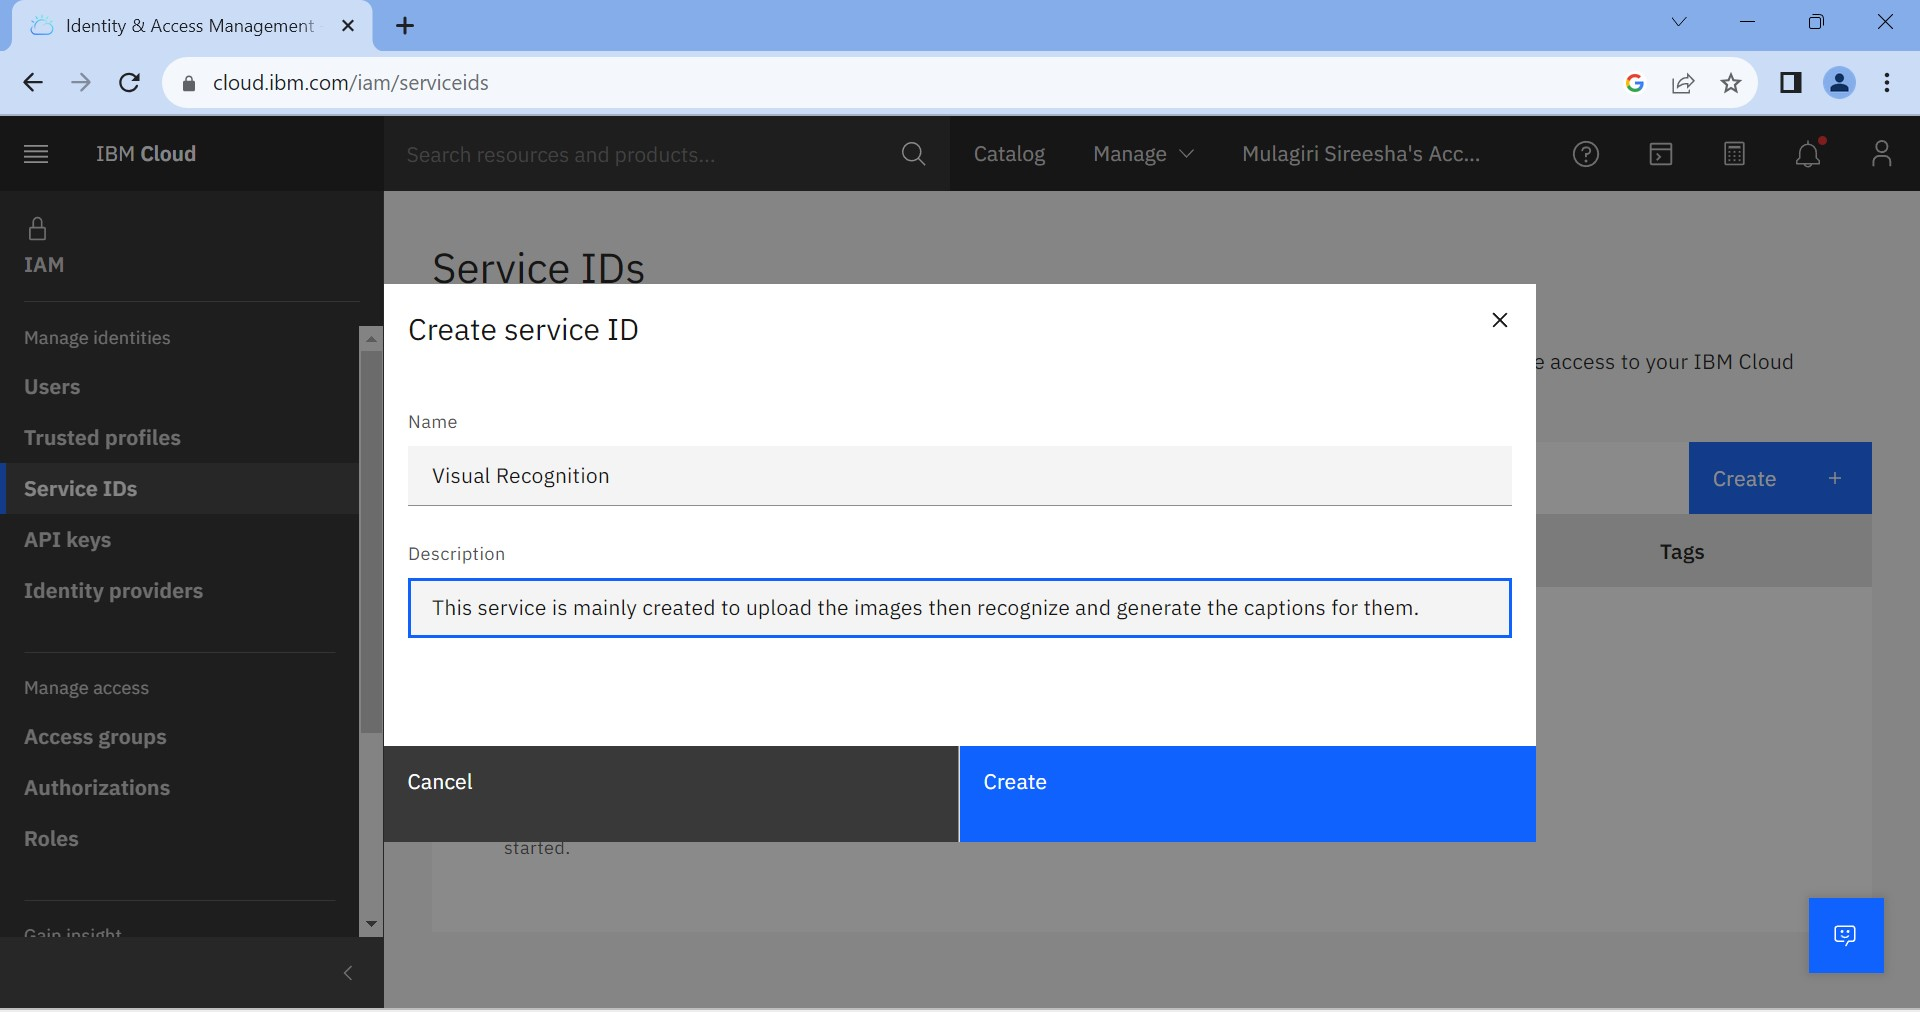 Identity & Access Management
cloud.ibm.com/iam/serviceids
IBM Cloud
Search resources and products...
Catalog
Manage
Mulagiri Sireesha's Acc...
IAM
Manage identities
Users
Trusted profiles
Service IDs
API keys
Identity providers
Manage access
Access groups
Authorizations
Roles
Gain insight
Service IDs
e access to your IBM Cloud
Create +
Tags
Create service ID
Name
Visual Recognition
Description
This service is mainly created to upload the images then recognize and generate the captions for them.
Cancel
Create
started.